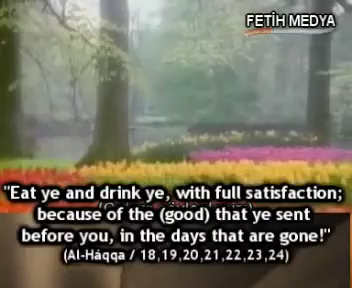 FETİH MEDYA
"Eat ye and drink ye, with full satisfaction;
because of the (good) that ye sent
before you, in the days that are gone!"
(Al-Haqqa / 18,19,20,21,22,23,24)